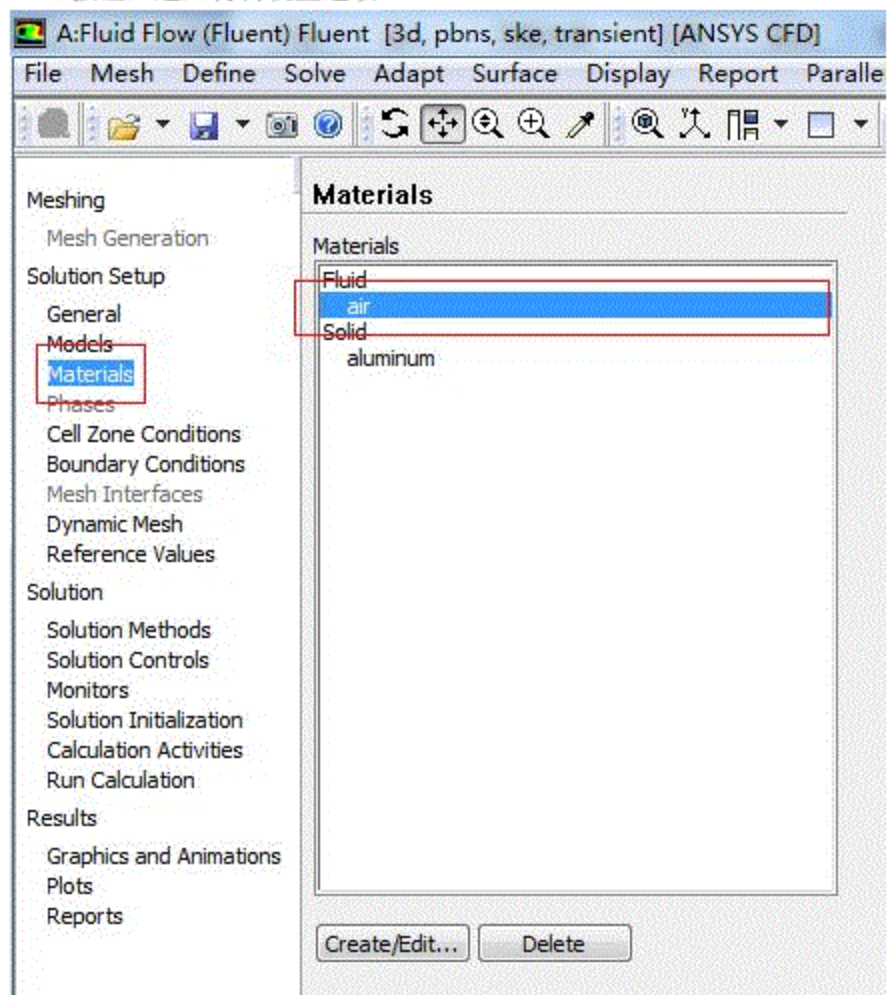 A:Fluid Flow (Fluent) Fluent [3d, pbns, ske, transient] [ANSYS CFD]
File Mesh Define Solve Adapt Surface Display Report Paralle
Meshing
Mesh Generation
Solution Setup
General
Models
Materials
Phases
Cell Zone Conditions
Boundary Conditions
Mesh Interfaces
Dynamic Mesh
Reference Values
Solution
Solution Methods
Solution Controls
Monitors
Solution Initialization
Calculation Activities
Run Calculation
Results
Graphics and Animations
Plots
Reports
Materials
Materials
Fluid
air
Solid
aluminum
Create/Edit... Delete